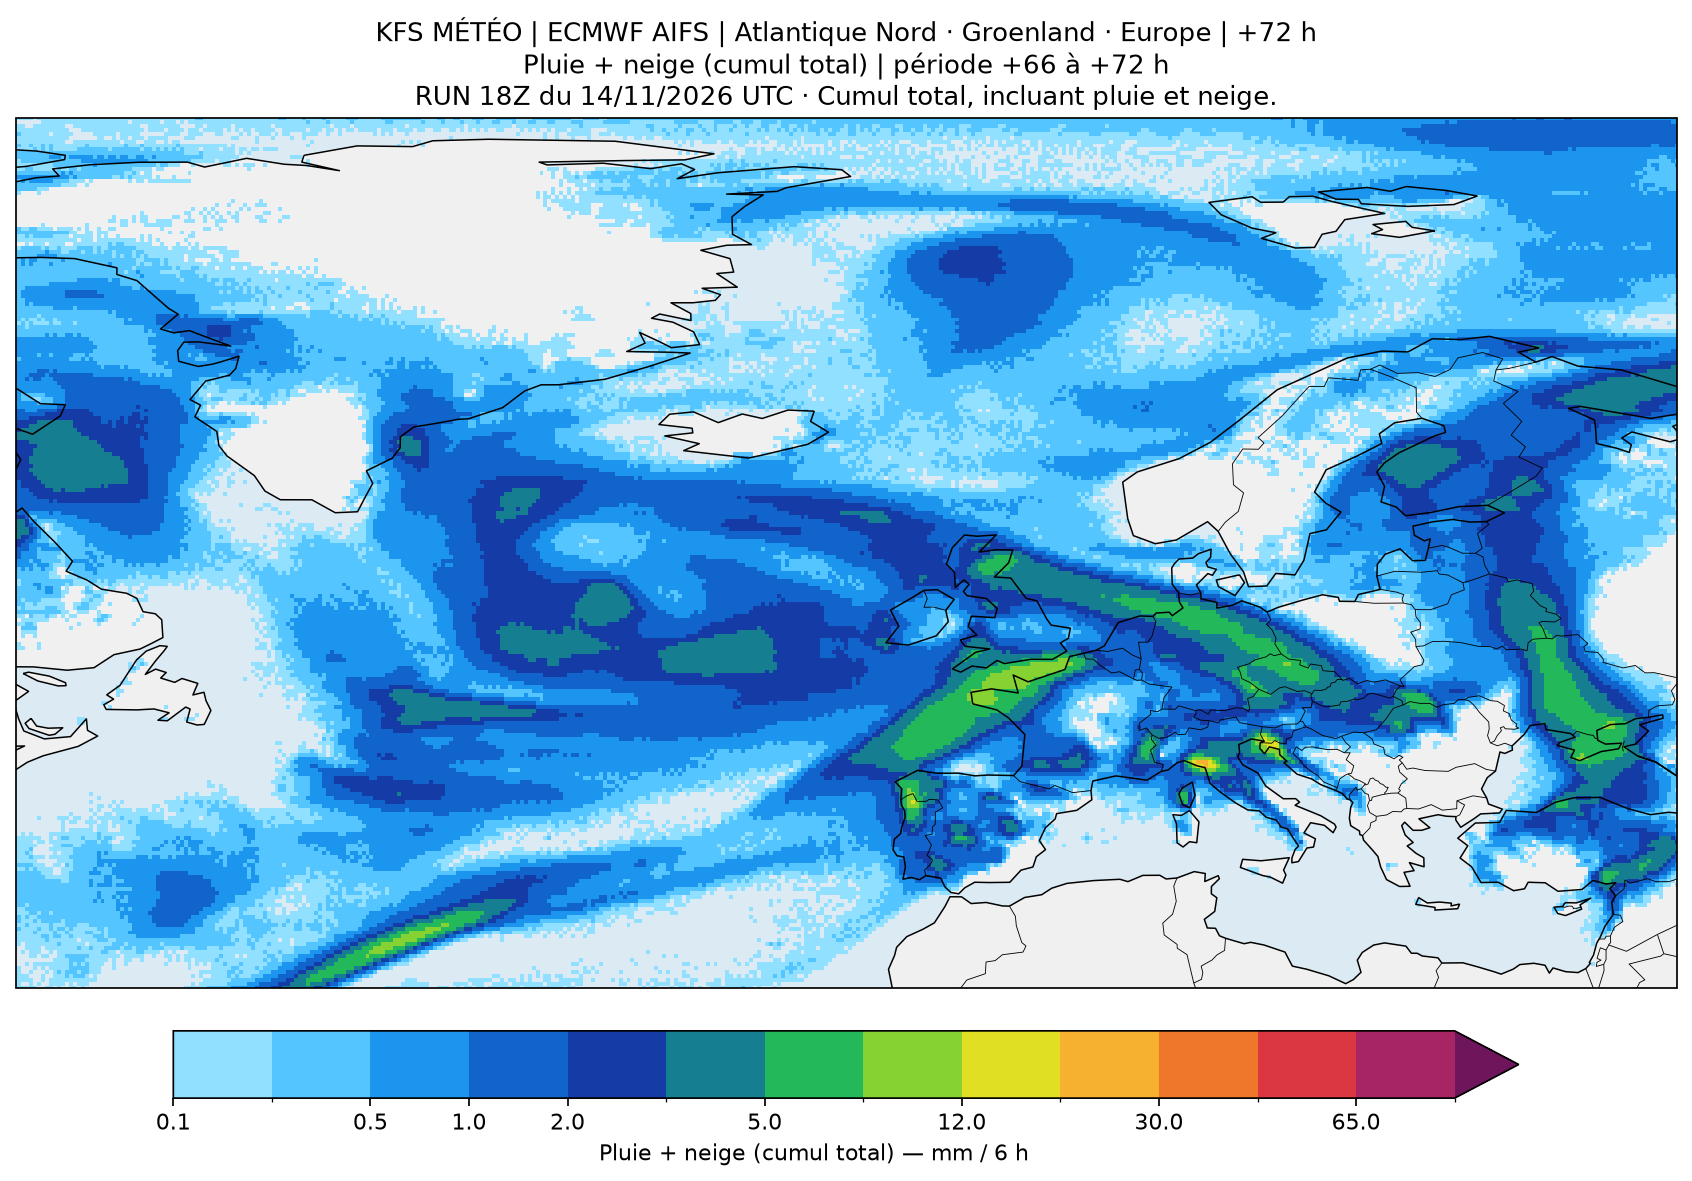 KFS MÉTÉO | ECMWF AIFS | Atlantique Nord · Groenland · Europe | +72 h
Pluie + neige (cumul total) | période +66 à +72 h
RUN 18Z du 14/11/2026 UTC · Cumul total, incluant pluie et neige.
0.1 0.5 1.0 2.0 5.0 12.0 30.0 65.0
Pluie + neige (cumul total) — mm / 6 h